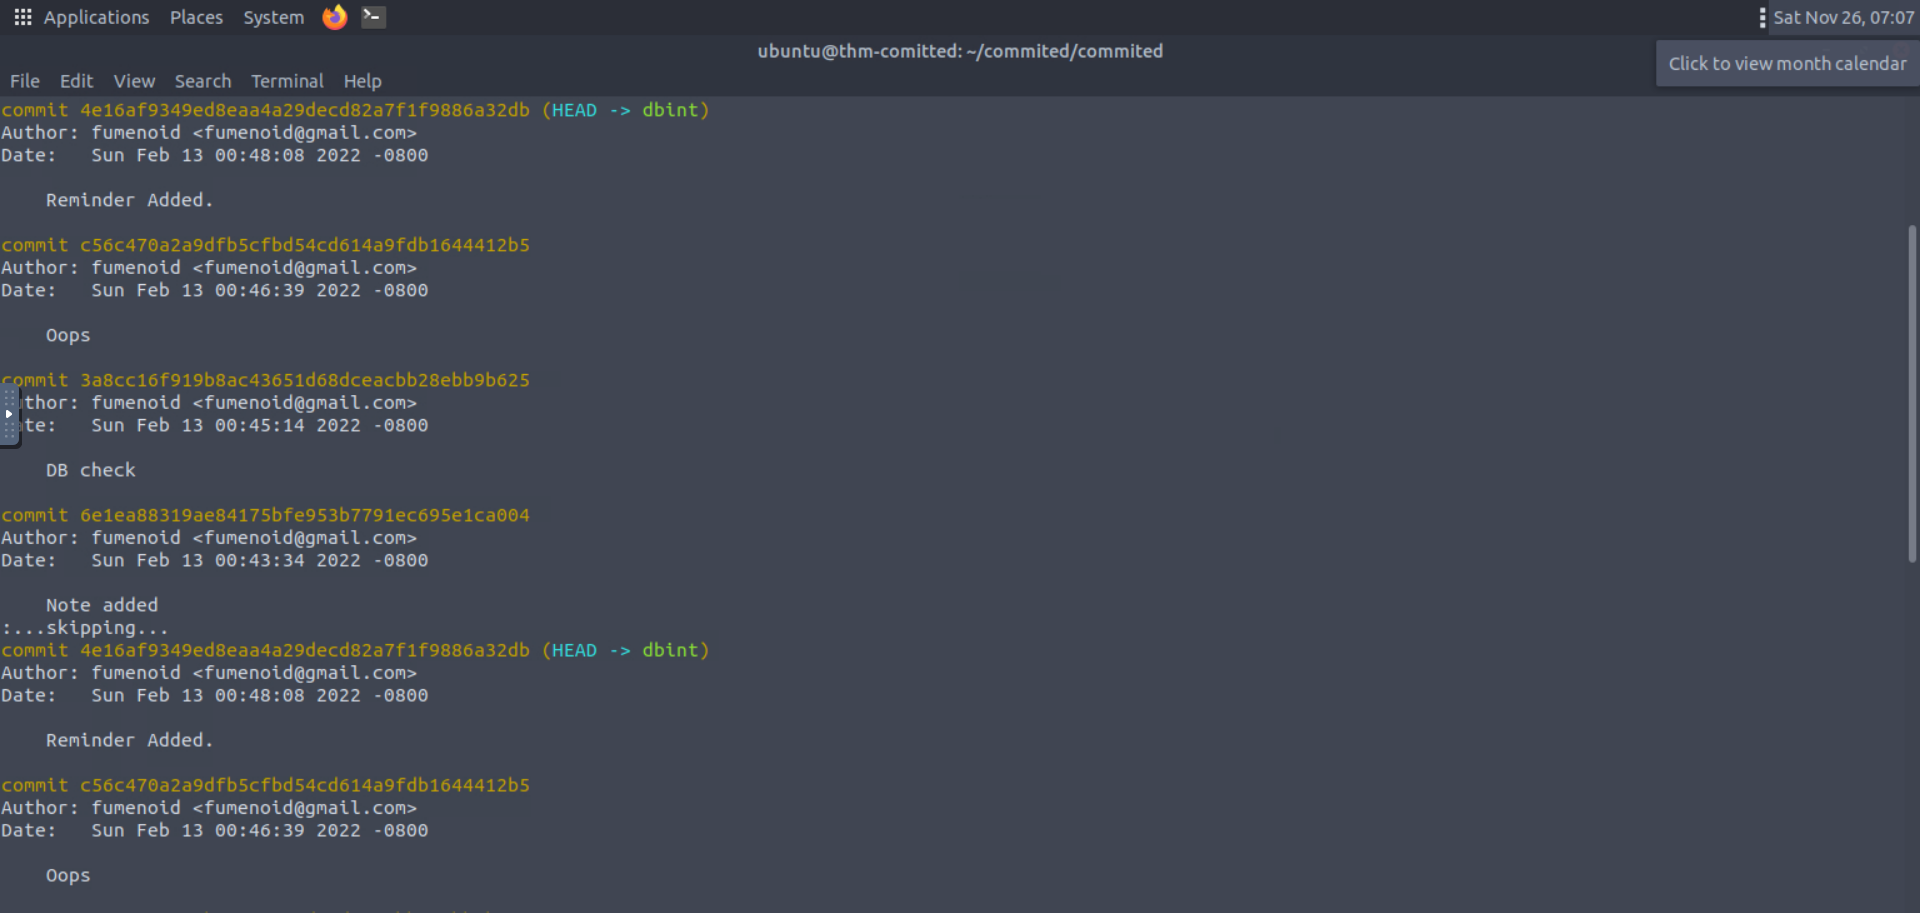 Applications Places System Sat Nov 26, 07:07
ubuntu@thm-comitted: ~/commited/commited
Click to view month calendar
File Edit View Search Terminal Help
commit 4e16af9349ed8eaa4a29decd82a7f1f9886a32db (HEAD -> dbint)
Author: fumenoid <fumenoid@gmail.com>
Date:   Sun Feb 13 00:48:08 2022 -0800
    Reminder Added.
commit c56c470a2a9dfb5cfbd54cd614a9fdb1644412b5
Author: fumenoid <fumenoid@gmail.com>
Date:   Sun Feb 13 00:46:39 2022 -0800
    Oops
commit 3a8cc16f919b8ac43651d68dceacbb28ebb9b625
thor: fumenoid <fumenoid@gmail.com>
te:   Sun Feb 13 00:45:14 2022 -0800
    DB check
commit 6e1ea88319ae84175bfe953b7791ec695e1ca004
Author: fumenoid <fumenoid@gmail.com>
Date:   Sun Feb 13 00:43:34 2022 -0800
    Note added
:...skipping...
commit 4e16af9349ed8eaa4a29decd82a7f1f9886a32db (HEAD -> dbint)
Author: fumenoid <fumenoid@gmail.com>
Date:   Sun Feb 13 00:48:08 2022 -0800
    Reminder Added.
commit c56c470a2a9dfb5cfbd54cd614a9fdb1644412b5
Author: fumenoid <fumenoid@gmail.com>
Date:   Sun Feb 13 00:46:39 2022 -0800
    Oops